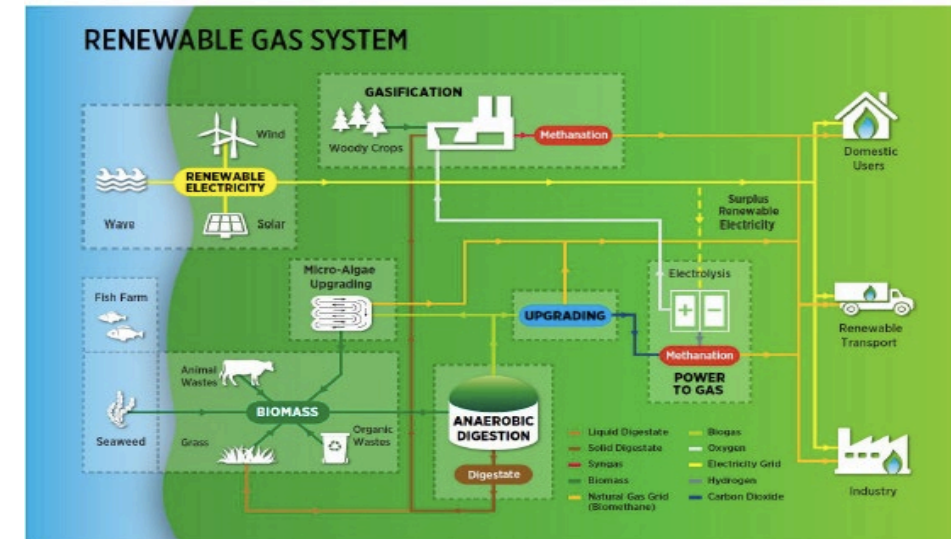 RENEWABLE GAS SYSTEM
GASIFICATION
Woody Crops
Methanation
Wind
RENEWABLE
ELECTRICITY
Wave
Solar
Domestic
Users
Surplus
Renewable
Electricity
Micro-Algae
Upgrading
Electrolysis
Fish Farm
UPGRADING
Renewable
Transport
Methanation
POWER
TO GAS
Animal
Wastes
BIOMASS
Seaweed
Grass
Organic
Wastes
ANAEROBIC
DIGESTION
Digestate
Liquid Digestate
Solid Digestate
Syngas
Biomass
Natural Gas Grid
(Biomethane)
Biogas
Oxygen
Electricity Grid
Hydrogen
Carbon Dioxide
Industry